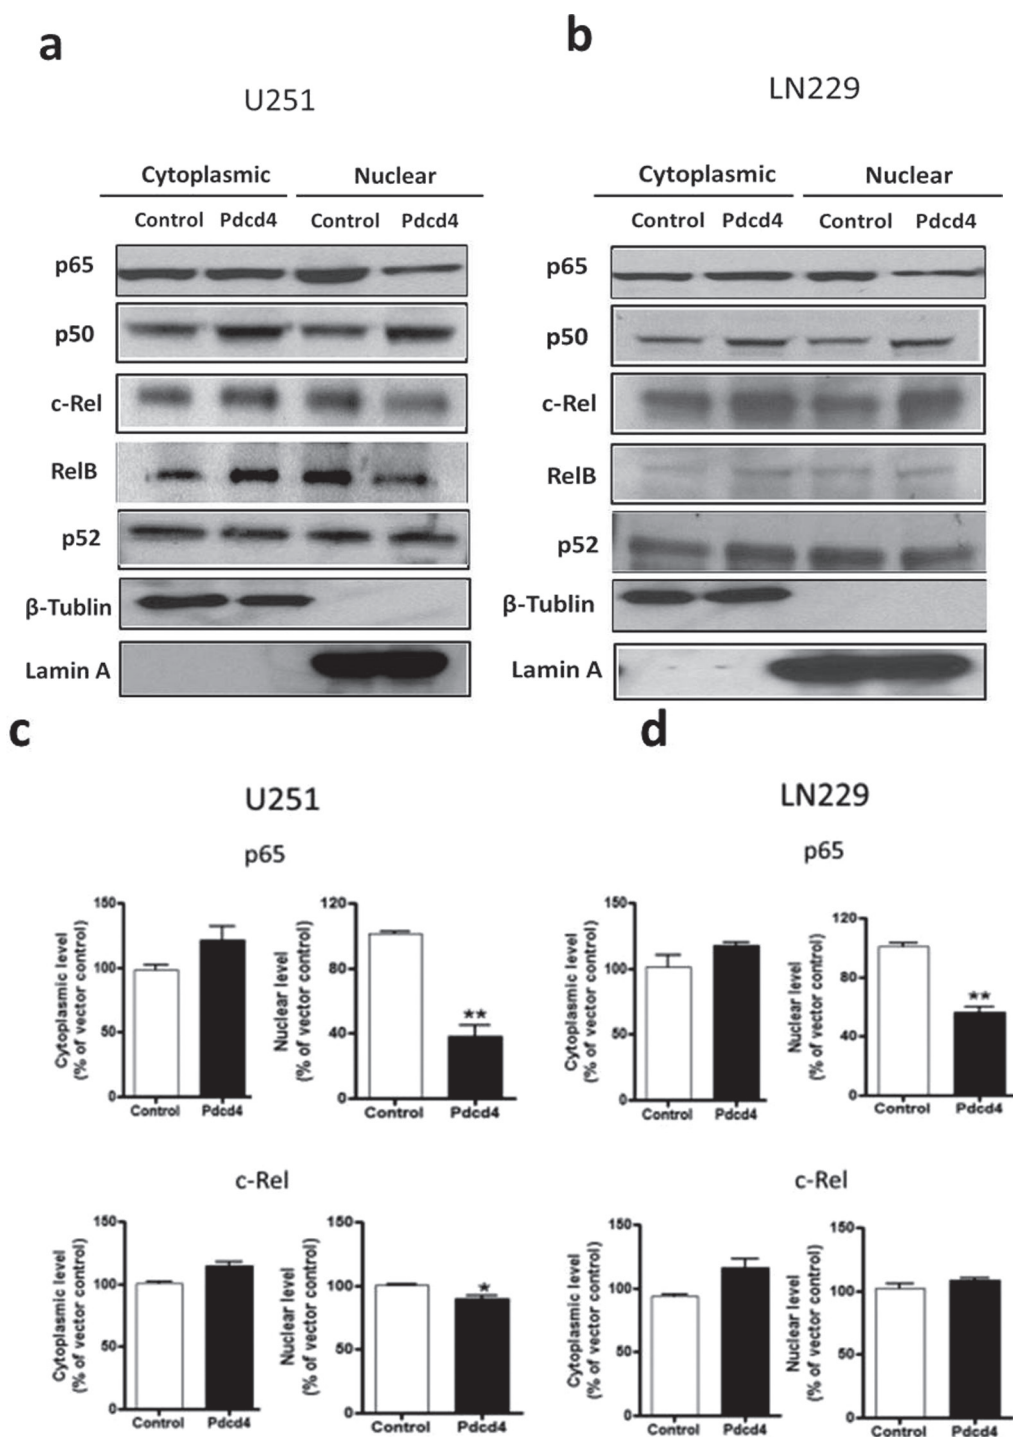 a
U251
Cytoplasmic Nuclear
Control Pdcd4 Control Pdcd4
p65
p50
c-Rel
RelB
p52
β-Tublin
Lamin A
b
LN229
Cytoplasmic Nuclear
Control Pdcd4 Control Pdcd4
p65
p50
c-Rel
RelB
p52
β-Tublin
Lamin A
c
U251
p65
Cytoplasmic level
(% of vector control)
150
100
50
0
Control Pdcd4
Nuclear level
(% of vector control)
120
80
40
0
**
Control Pdcd4
c-Rel
Cytoplasmic level
(% of vector control)
150
100
50
0
Control Pdcd4
Nuclear level
(% of vector control)
150
100
50
0
*
Control Pdcd4
d
LN229
p65
Cytoplasmic level
(% of vector control)
150
100
50
0
Control Pdcd4
Nuclear level
(% of vector control)
120
80
40
0
**
Control Pdcd4
c-Rel
Cytoplasmic level
(% of vector control)
150
100
50
0
Control Pdcd4
Nuclear level
(% of vector control)
150
100
50
0
Control Pdcd4